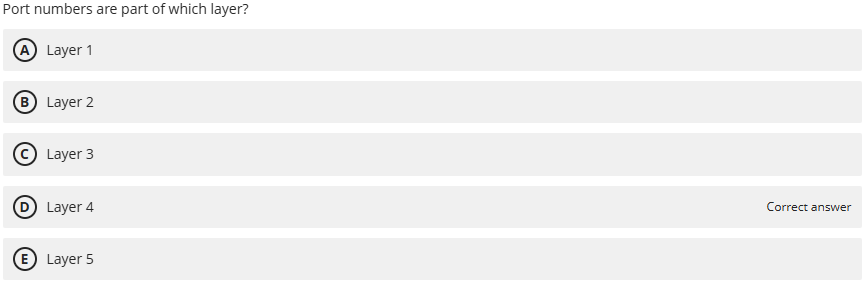 Port numbers are part of which layer?
A Layer 1
B Layer 2
C Layer 3
D Layer 4 Correct answer
E Layer 5